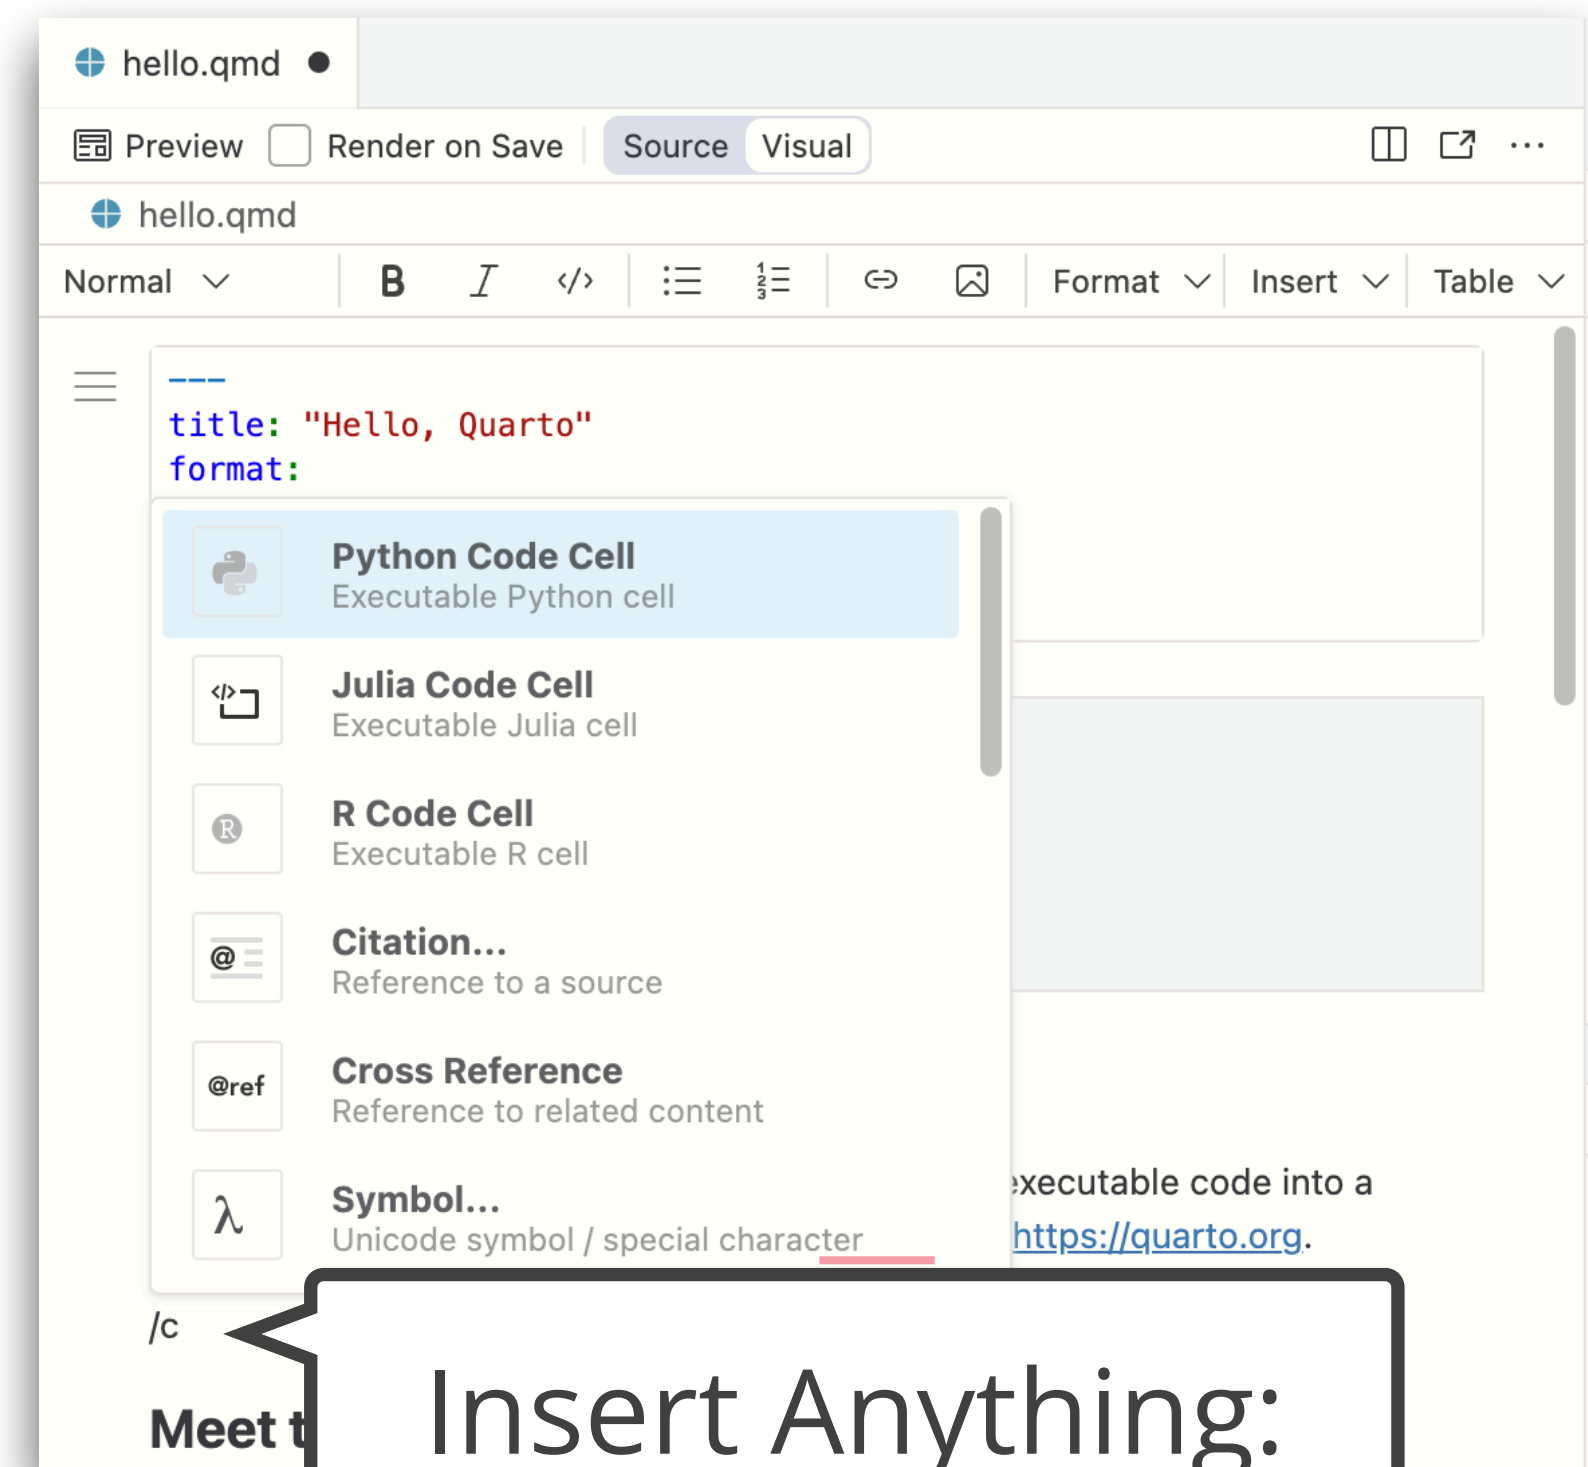 hello.qmd
Preview Render on Save Source Visual
hello.qmd
Normal B I </> Format Insert Table
---
title: "Hello, Quarto"
format:
Python Code Cell
Executable Python cell
Julia Code Cell
Executable Julia cell
R Code Cell
Executable R cell
Citation...
Reference to a source
@ref
Cross Reference
Reference to related content
λ
Symbol...
Unicode symbol / special character
executable code into a
https://quarto.org.
/c
Meet t
Insert Anything: